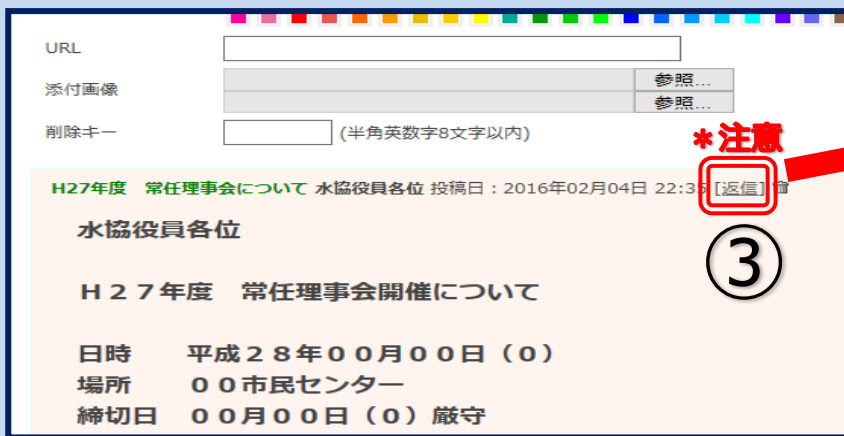 URL
添付画像 参照...
参照...
削除キー (半角英数字8文字以内)
*注意
H27年度 常任理事会について 水協役員各位 投稿日:2016年02月04日 22:35 [返信]
③
水協役員各位
H27年度 常任理事会開催について
日時 平成28年00月00日(0)
場所 00市民センター
締切日 00月00日(0)厳守